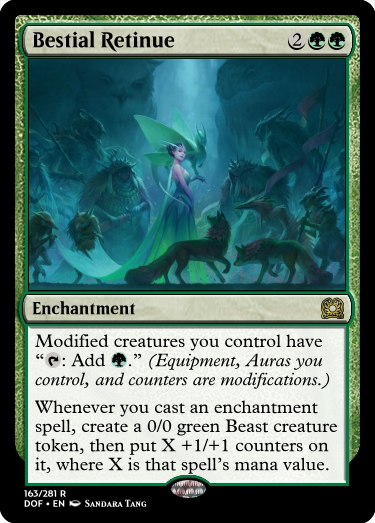 Bestial Retinue 2
Enchantment
Modified creatures you control have
“: Add .” (Equipment, Auras you
control, and counters are modifications.)
Whenever you cast an enchantment
spell, create a 0/0 green Beast creature
token, then put X +1/+1 counters on
it, where X is that spell's mana value.
163/281 R
DOF • EN Sandara Tang